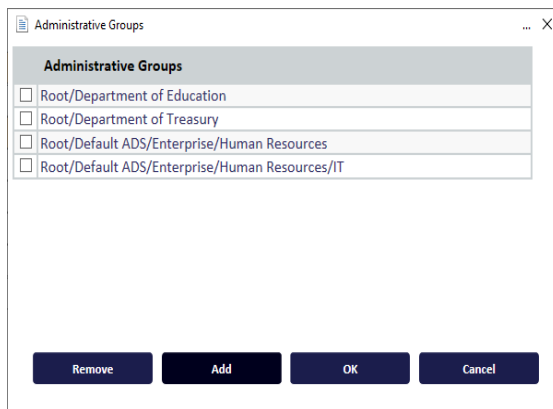 Administrative Groups
... X
Administrative Groups
Root/Department of Education
Root/Department of Treasury
Root/Default ADS/Enterprise/Human Resources
Root/Default ADS/Enterprise/Human Resources/IT
Remove Add OK Cancel